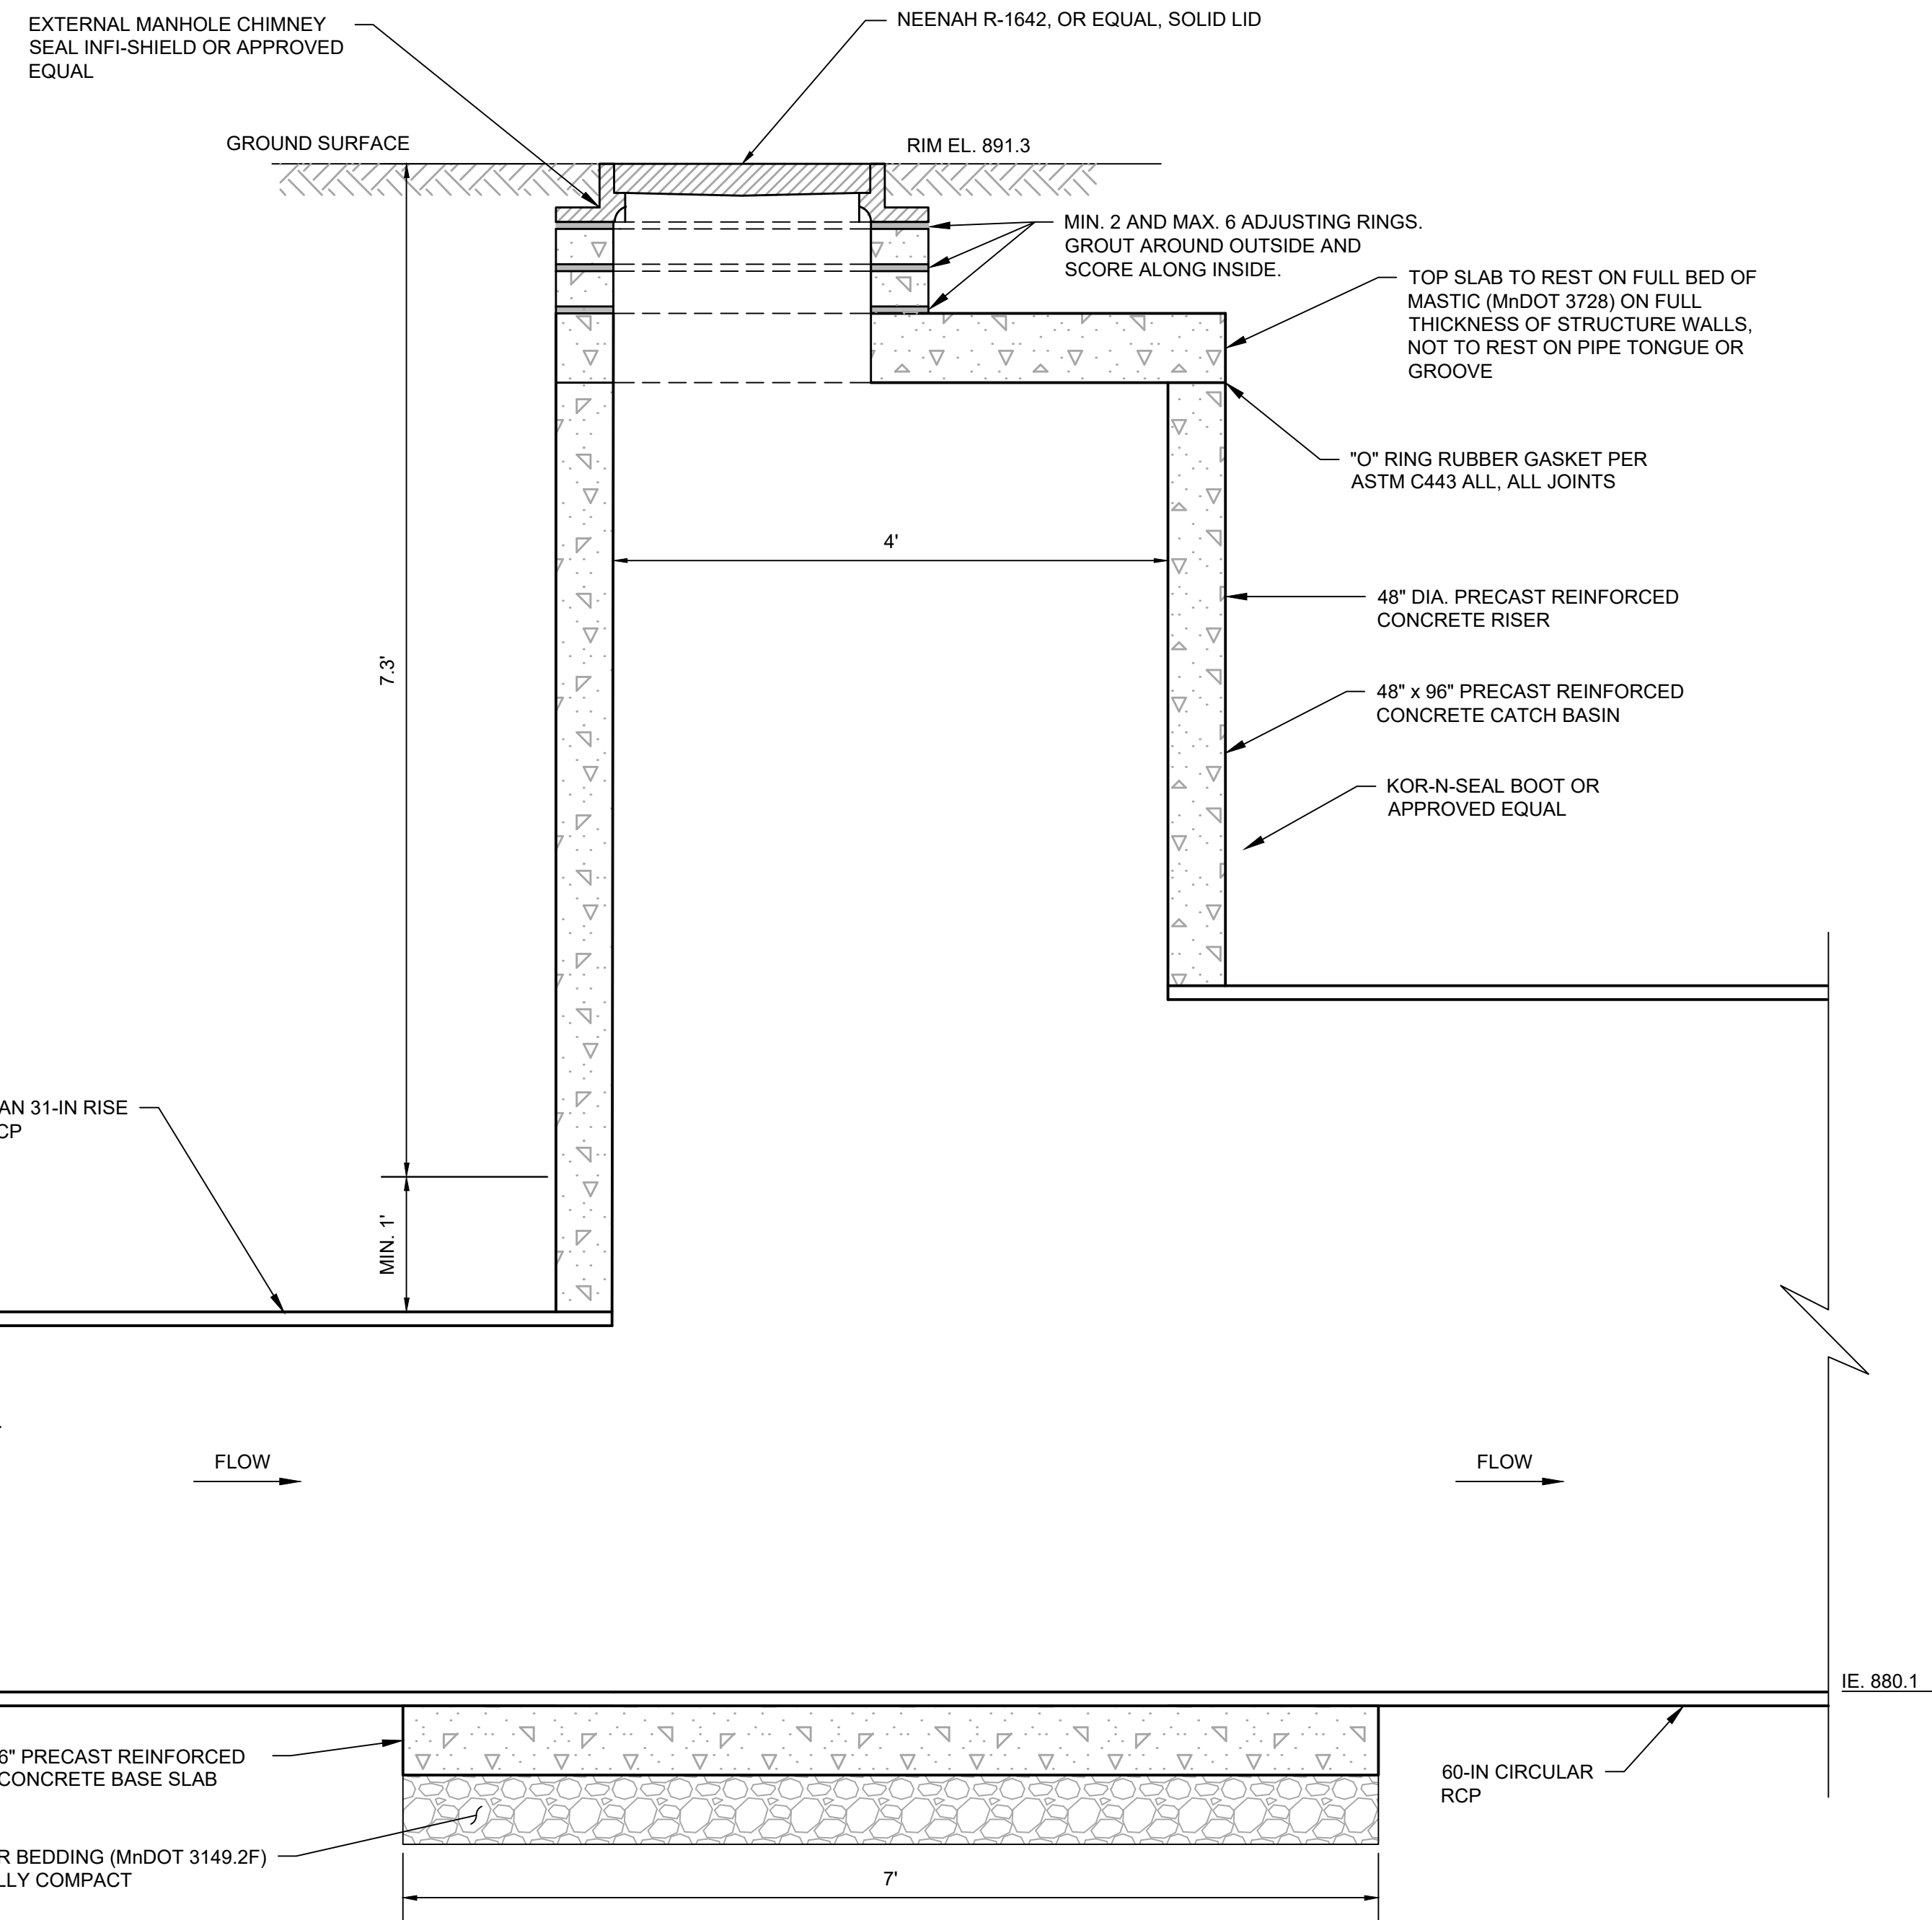 EXTERNAL MANHOLE CHIMNEY
SEAL INFI-SHIELD OR APPROVED
EQUAL
NEENAH R-1642, OR EQUAL, SOLID LID
GROUND SURFACE
RIM EL. 891.3
MIN. 2 AND MAX. 6 ADJUSTING RINGS.
GROUT AROUND OUTSIDE AND
SCORE ALONG INSIDE.
TOP SLAB TO REST ON FULL BED OF
MASTIC (MnDOT 3728) ON FULL
THICKNESS OF STRUCTURE WALLS,
NOT TO REST ON PIPE TONGUE OR
GROOVE
"O" RING RUBBER GASKET PER
ASTM C443 ALL, ALL JOINTS
4'
48" DIA. PRECAST REINFORCED
CONCRETE RISER
7.3'
48" x 96" PRECAST REINFORCED
CONCRETE CATCH BASIN
KOR-N-SEAL BOOT OR
APPROVED EQUAL
AN 31-IN RISE
CP
MIN. 1'
FLOW
FLOW
IE. 880.1
6" PRECAST REINFORCED
CONCRETE BASE SLAB
60-IN CIRCULAR
RCP
R BEDDING (MnDOT 3149.2F)
LLY COMPACT
7'